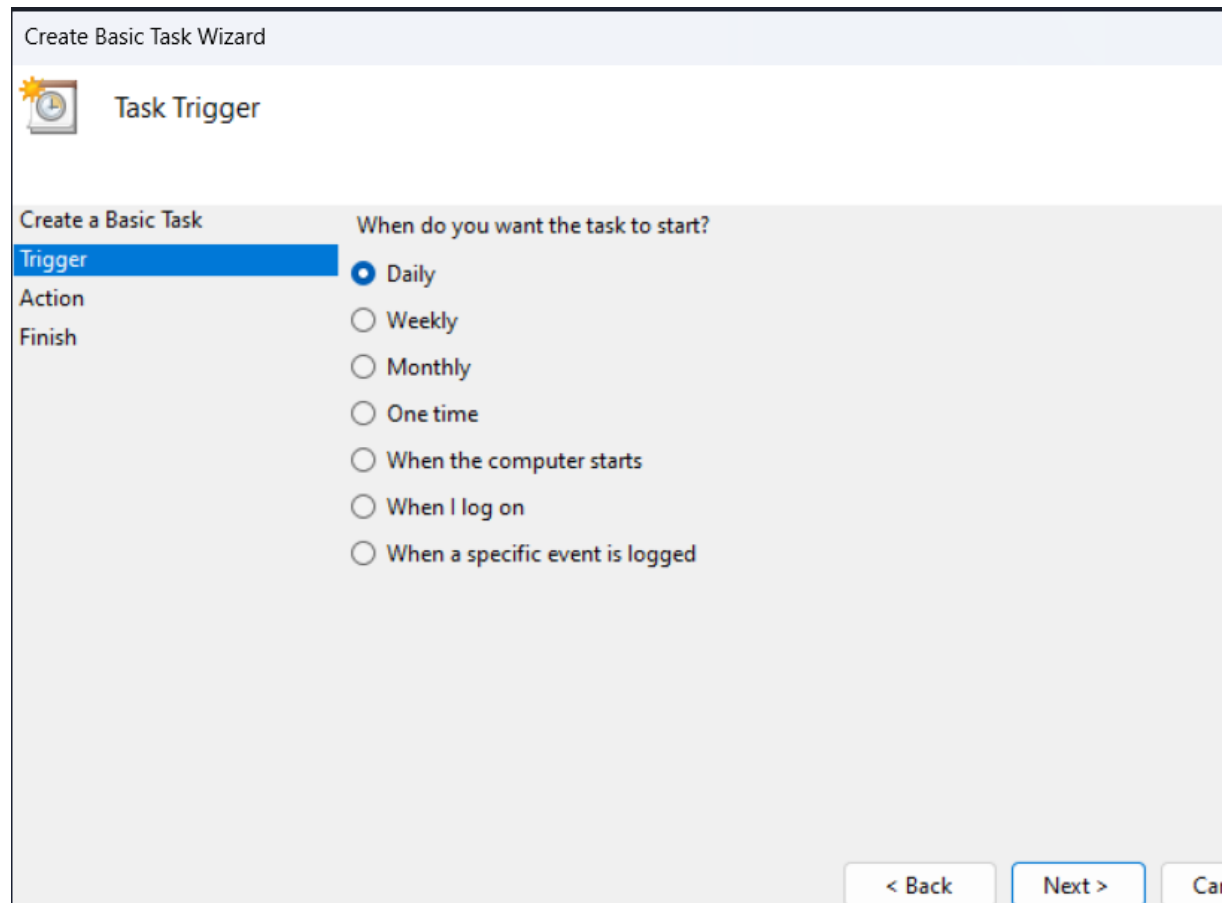 Create Basic Task Wizard
Task Trigger
Create a Basic Task
Trigger
Action
Finish
When do you want the task to start?
Daily
Weekly
Monthly
One time
When the computer starts
When I log on
When a specific event is logged
< Back
Next >